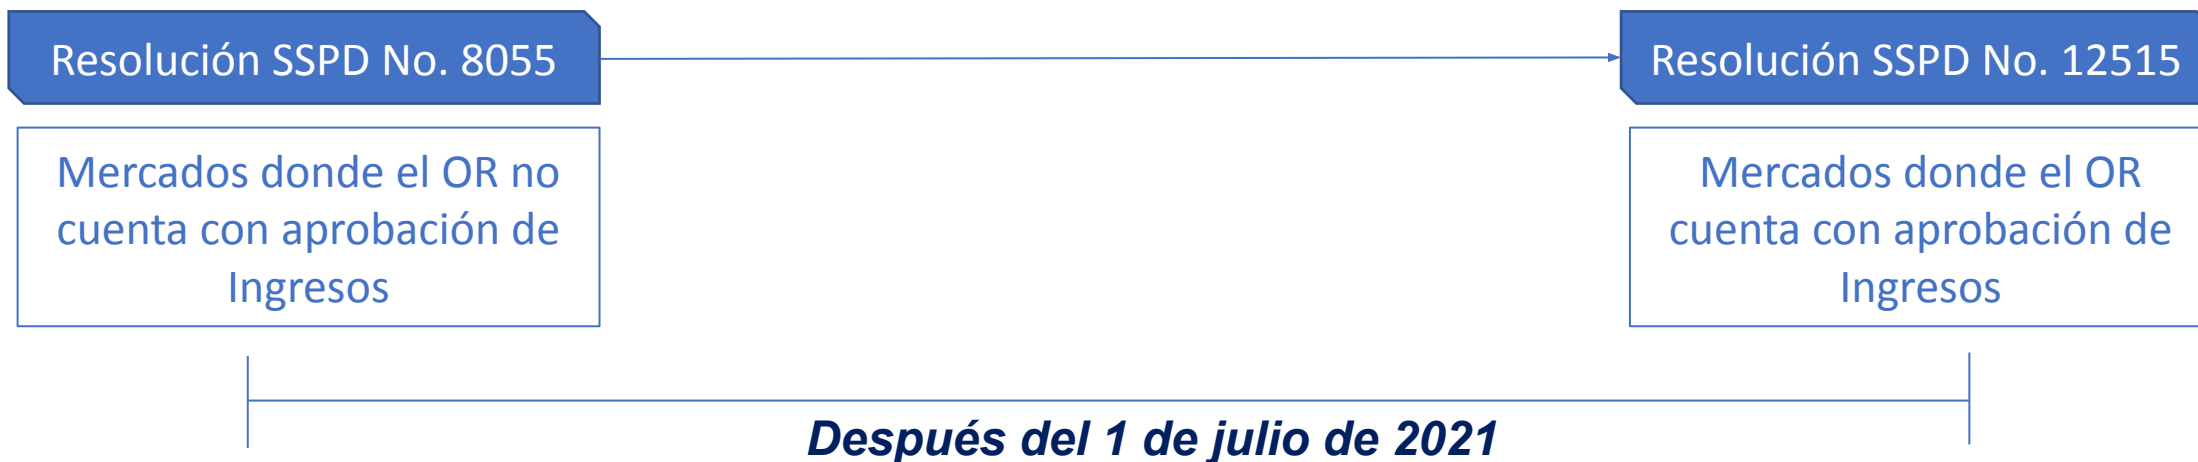 Resolución SSPD No. 8055
Resolución SSPD No. 12515
Mercados donde el OR no
cuenta con aprobación de
Ingresos
Mercados donde el OR
cuenta con aprobación de
Ingresos
Después del 1 de julio de 2021